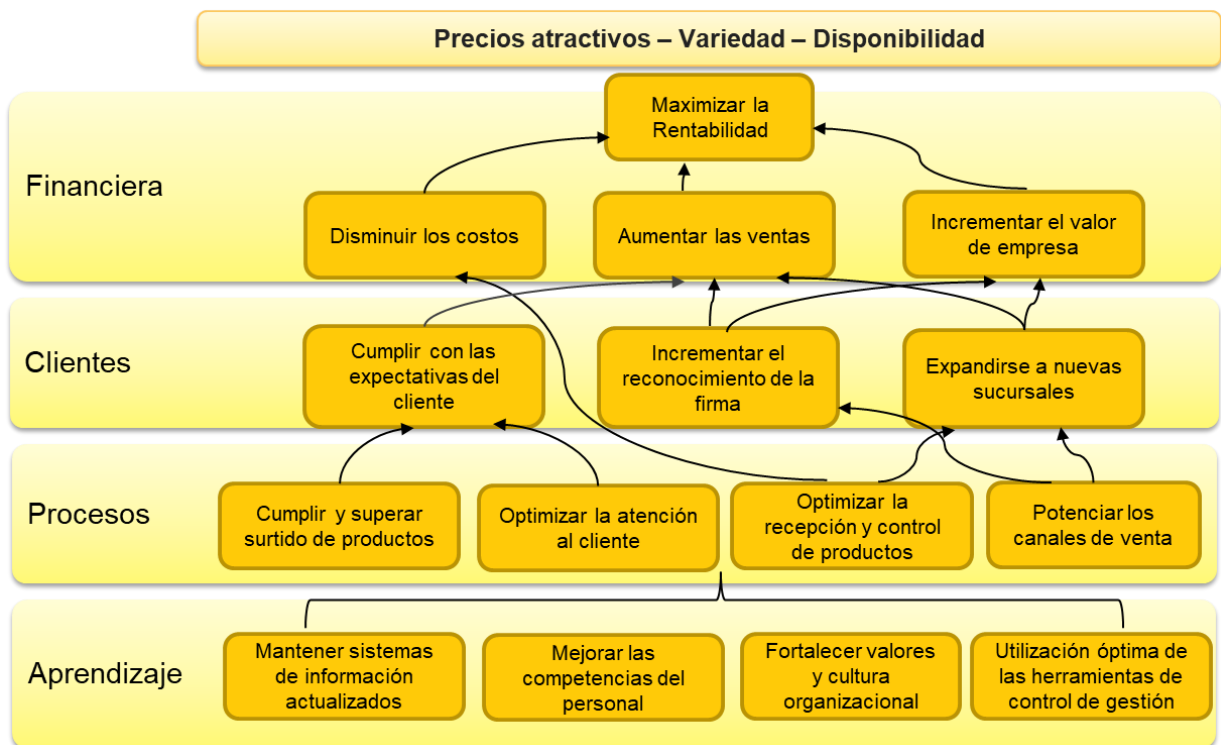 Precios atractivos – Variedad – Disponibilidad
Financiera
Maximizar la
Rentabilidad
Disminuir los costos
Aumentar las ventas
Incrementar el valor
de empresa
Clientes
Cumplir con las
expectativas del
cliente
Incrementar el
reconocimiento de la
firma
Expandirse a nuevas
sucursales
Procesos
Cumplir y superar
surtido de productos
Optimizar la atención
al cliente
Optimizar la
recepción y control
de productos
Potenciar los
canales de venta
Aprendizaje
Mantener sistemas
de información
actualizados
Mejorar las
competencias del
personal
Fortalecer valores
y cultura
organizacional
Utilización óptima de
las herramientas de
control de gestión